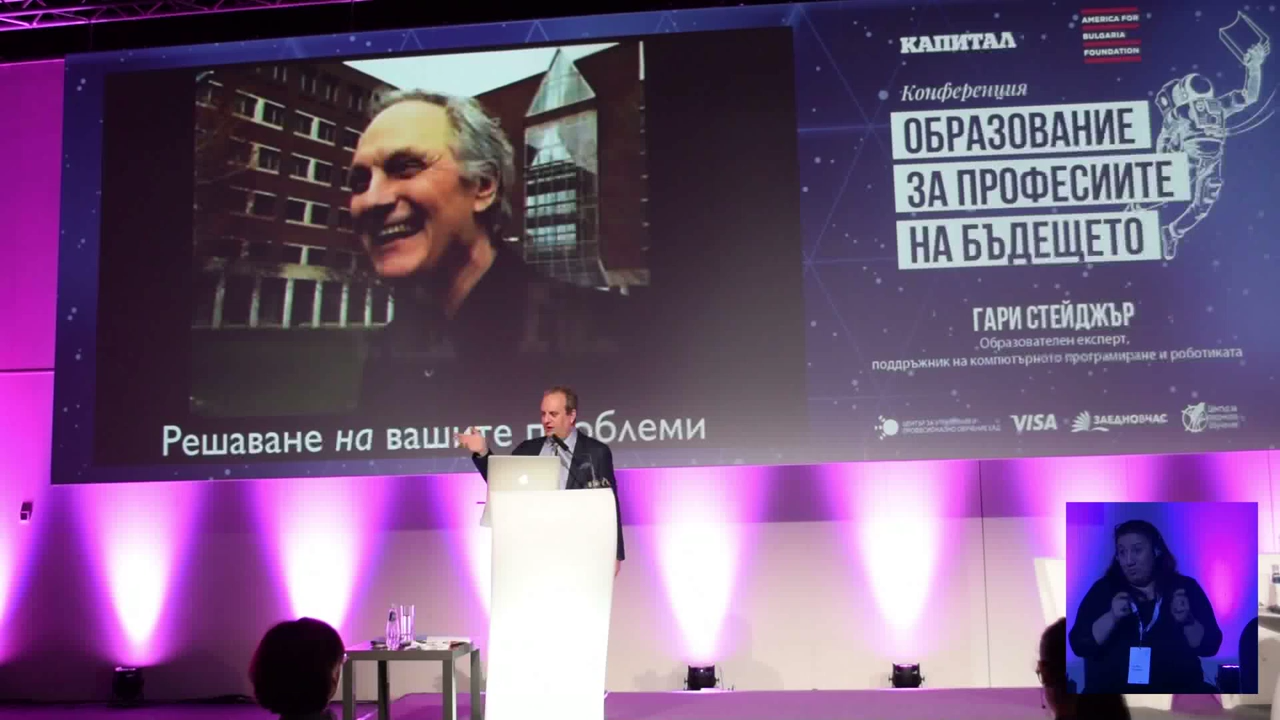 КАПИТАЛ
AMERICA FOR
BULGARIA
FOUNDATION
Конференция
ОБРАЗОВАНИЕ
ЗА ПРОФЕСИИТЕ
НА БЪДЕЩЕТО
ГАРИ СТЕЙДЖЪР
Образователен експерт,
поддръжник на компютърното програмиране и роботиката
VISA
ЗАЕДНОВЧАС
Решаване на вашите проблеми